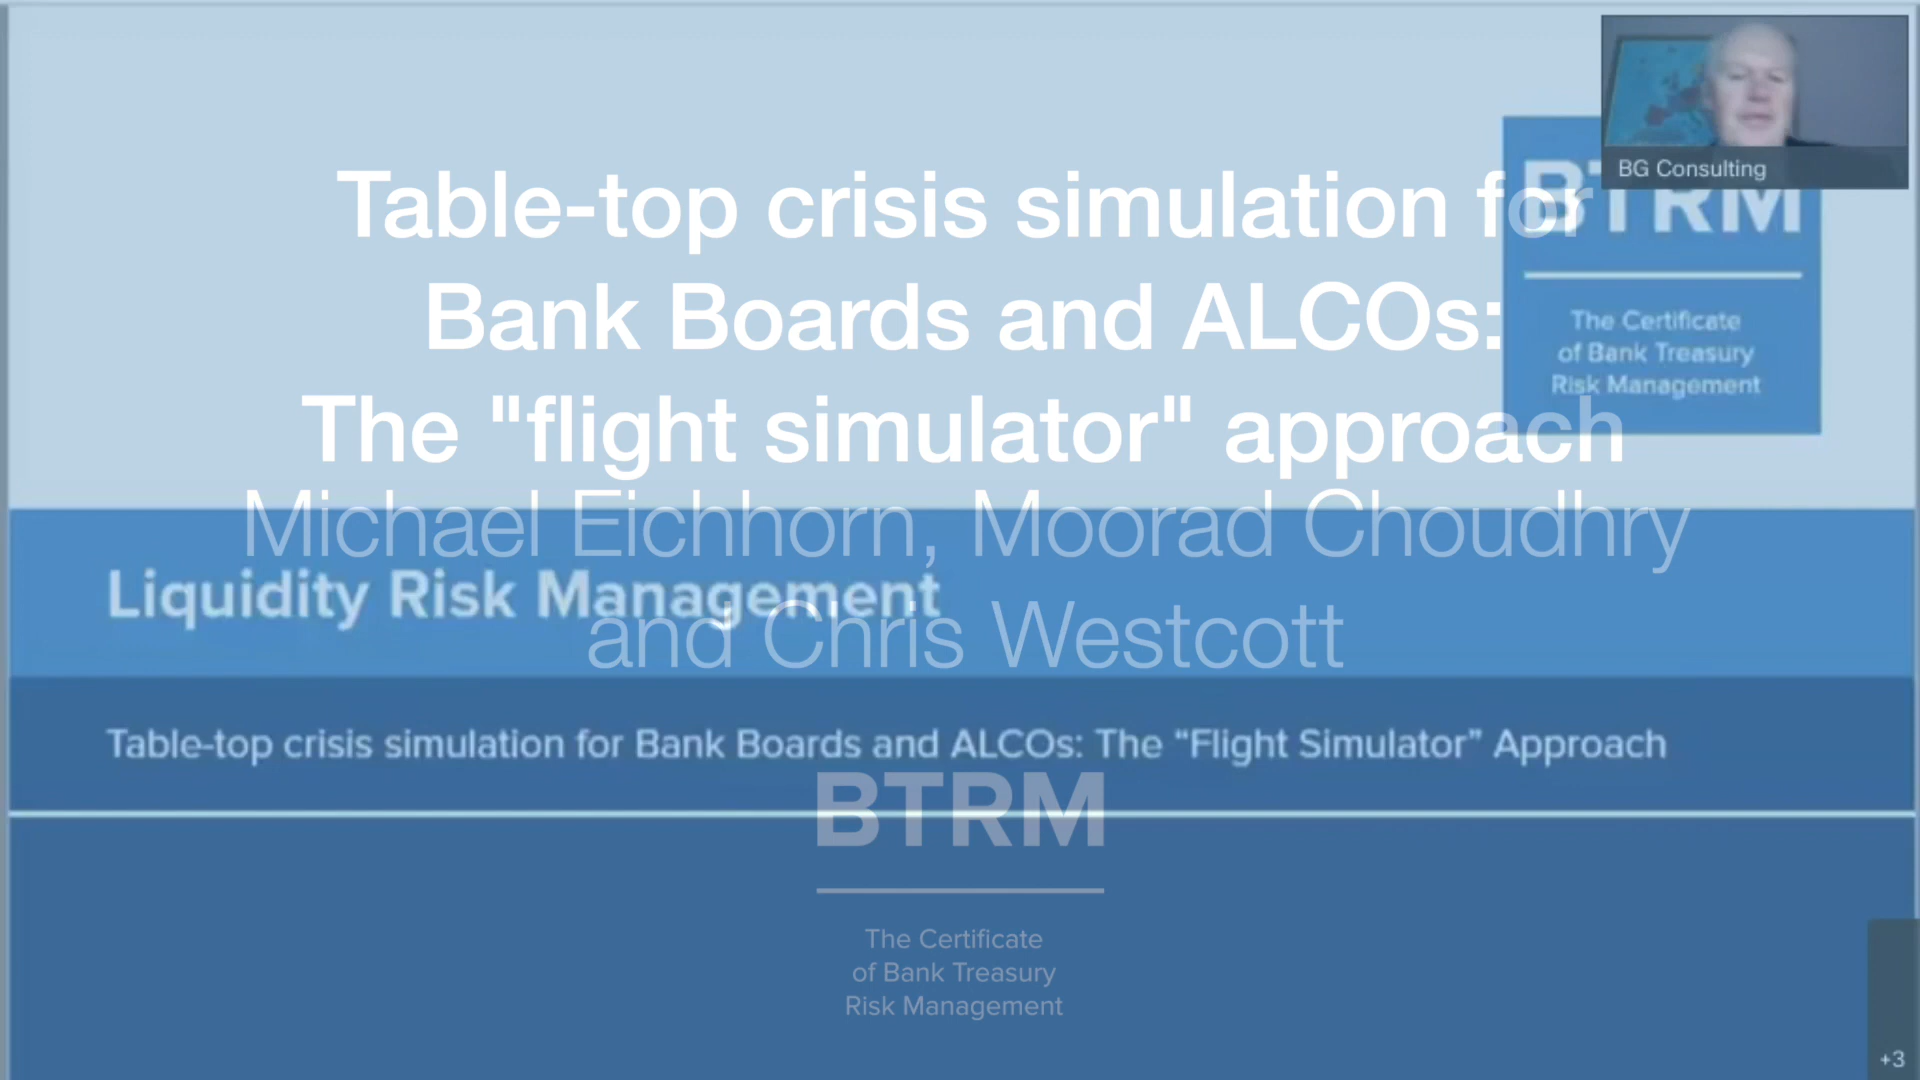 BG Consulting
BTRM
The Certificate
of Bank Treasury
Risk Management
Table-top crisis simulation for
Bank Boards and ALCOs:
The "flight simulator" approach
Michael Eichhorn, Moorad Choudhry
and Chris Westcott
Liquidity Risk Management
Table-top crisis simulation for Bank Boards and ALCOs: The “Flight Simulator” Approach
BTRM
The Certificate
of Bank Treasury
Risk Management
+3